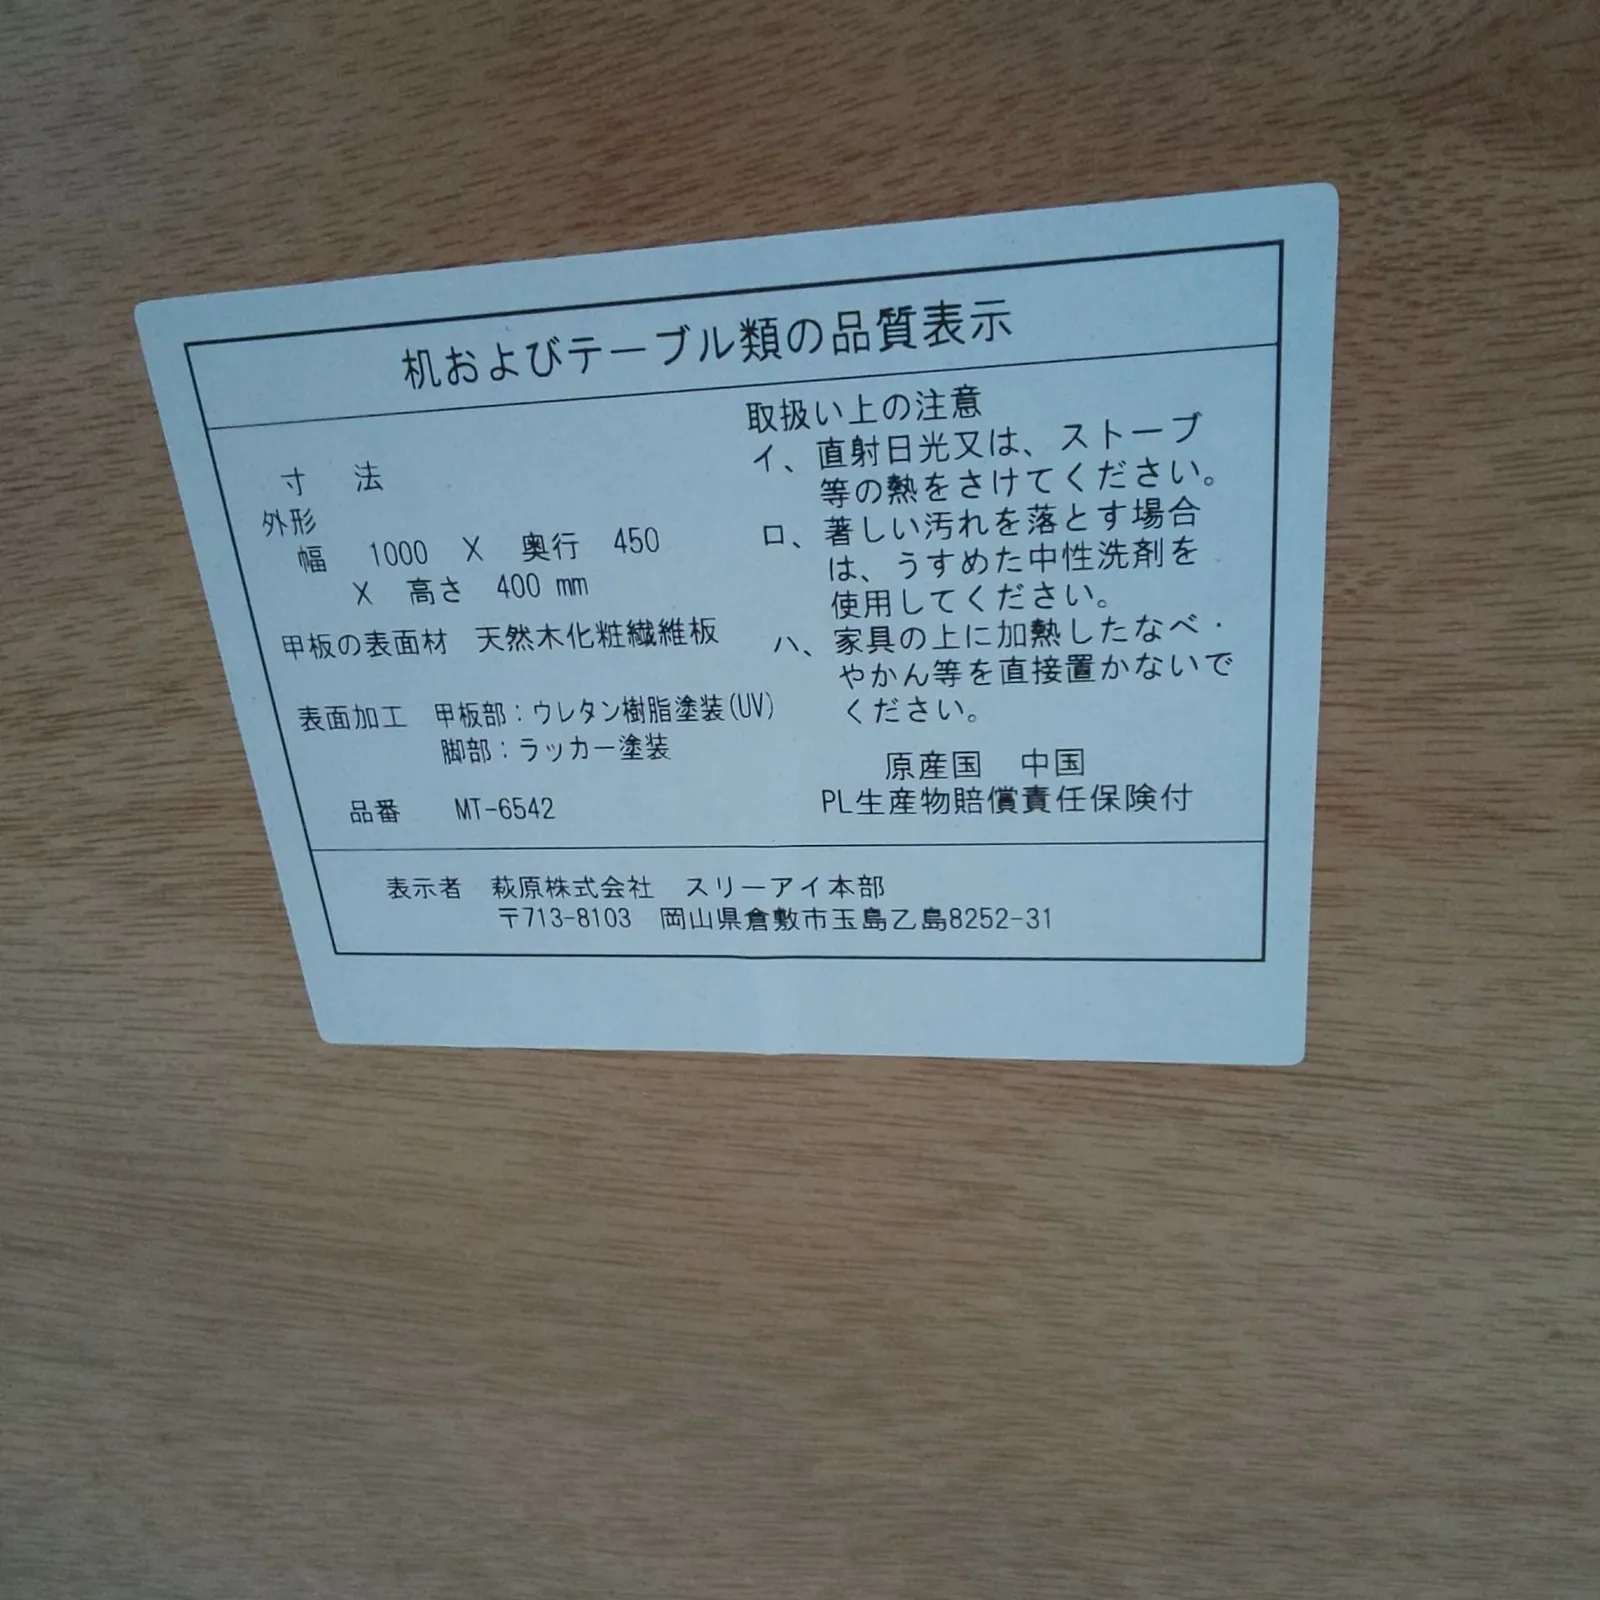 机およびテーブル類の品質表示
寸 法
外形
幅 1000 X 奥行 450
X 高さ 400 mm
甲板の表面材 天然木化粧繊維板
表面加工 甲板部：ウレタン樹脂塗装(UV)
脚部：ラッカー塗装
品番 MT-6542
取扱い上の注意
イ、直射日光又は、ストーブ
等の熱をさけてください。
ロ、著しい汚れを落とす場合
は、うすめた中性洗剤を
使用してください。
ハ、家具の上に加熱したなべ・
やかん等を直接置かないで
ください。
原産国 中国
PL生産物賠償責任保険付
表示者 萩原株式会社 スリーアイ本部
〒713-8103 岡山県倉敷市玉島乙島8252-31